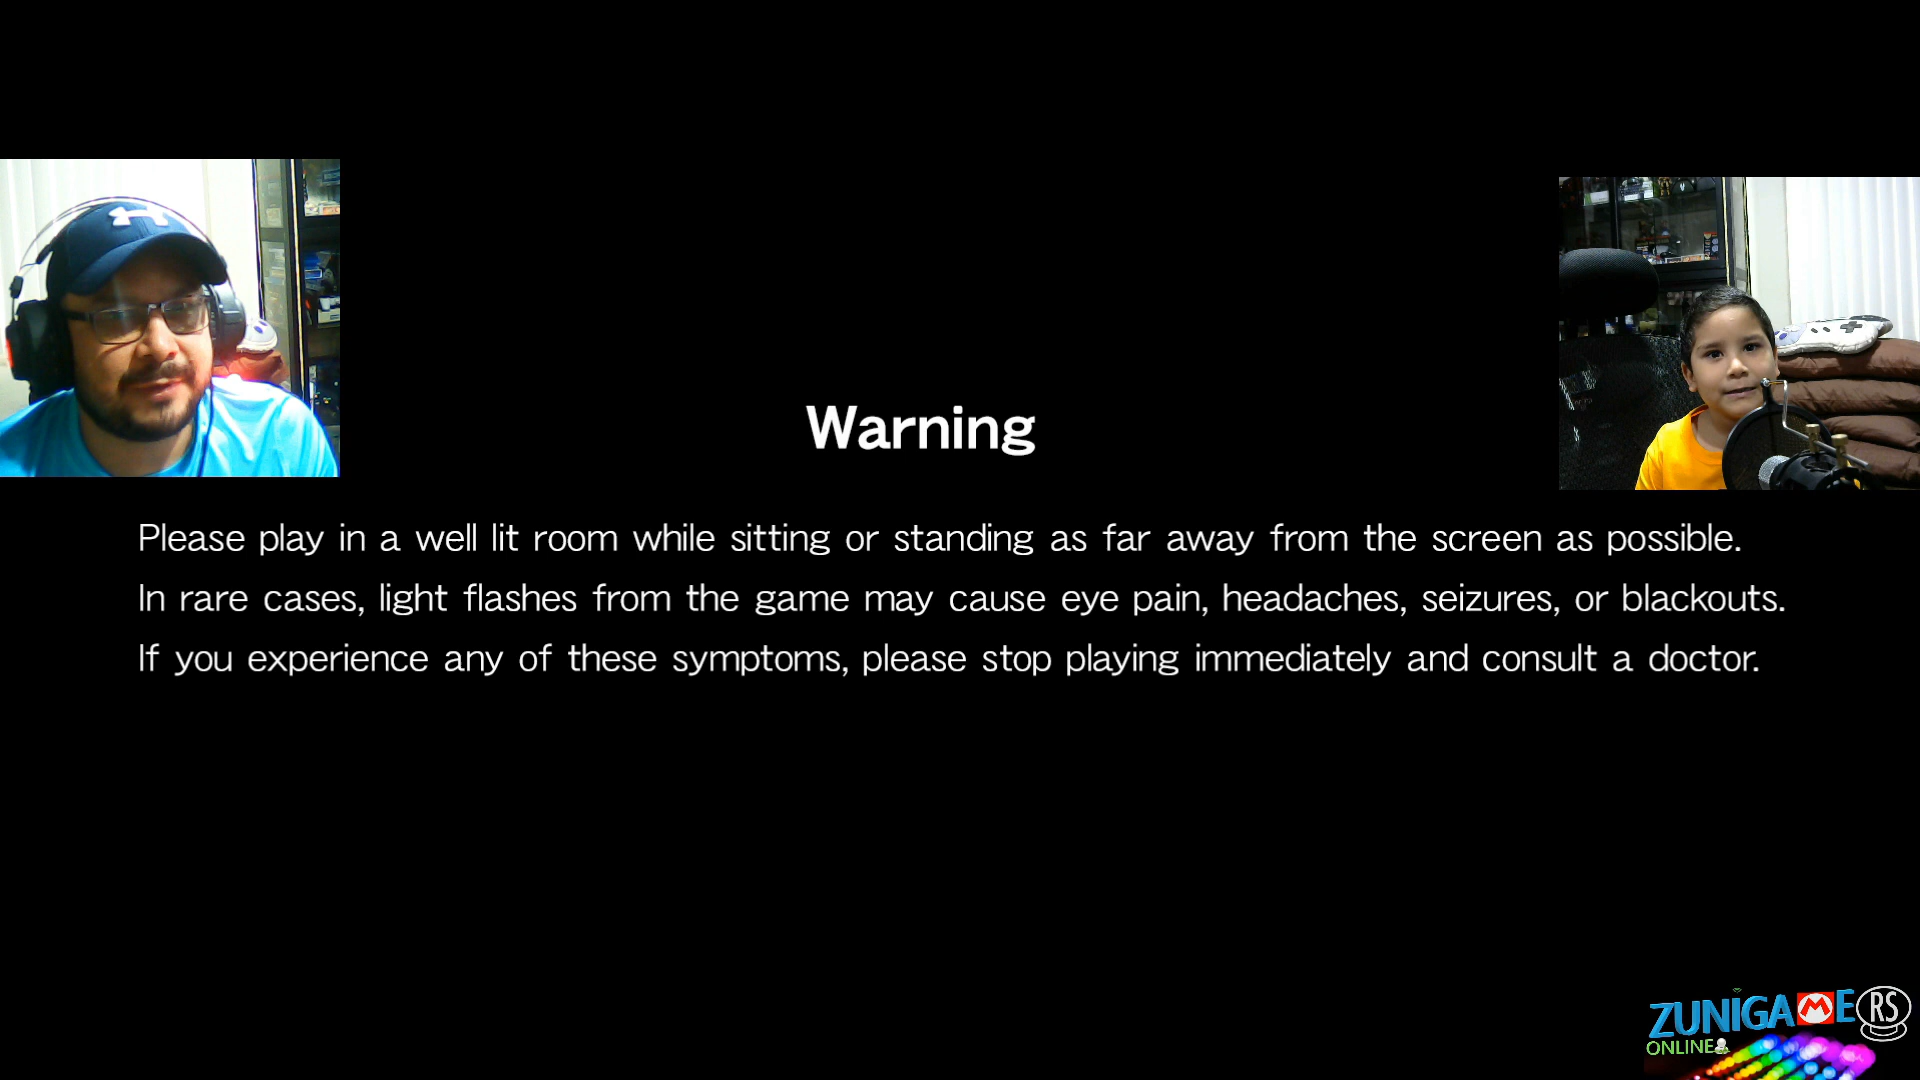 Warning
Please play in a well lit room while sitting or standing as far away from the screen as possible.
In rare cases, light flashes from the game may cause eye pain, headaches, seizures, or blackouts.
If you experience any of these symptoms, please stop playing immediately and consult a doctor.
ZUNIGAMERS
ONLINE